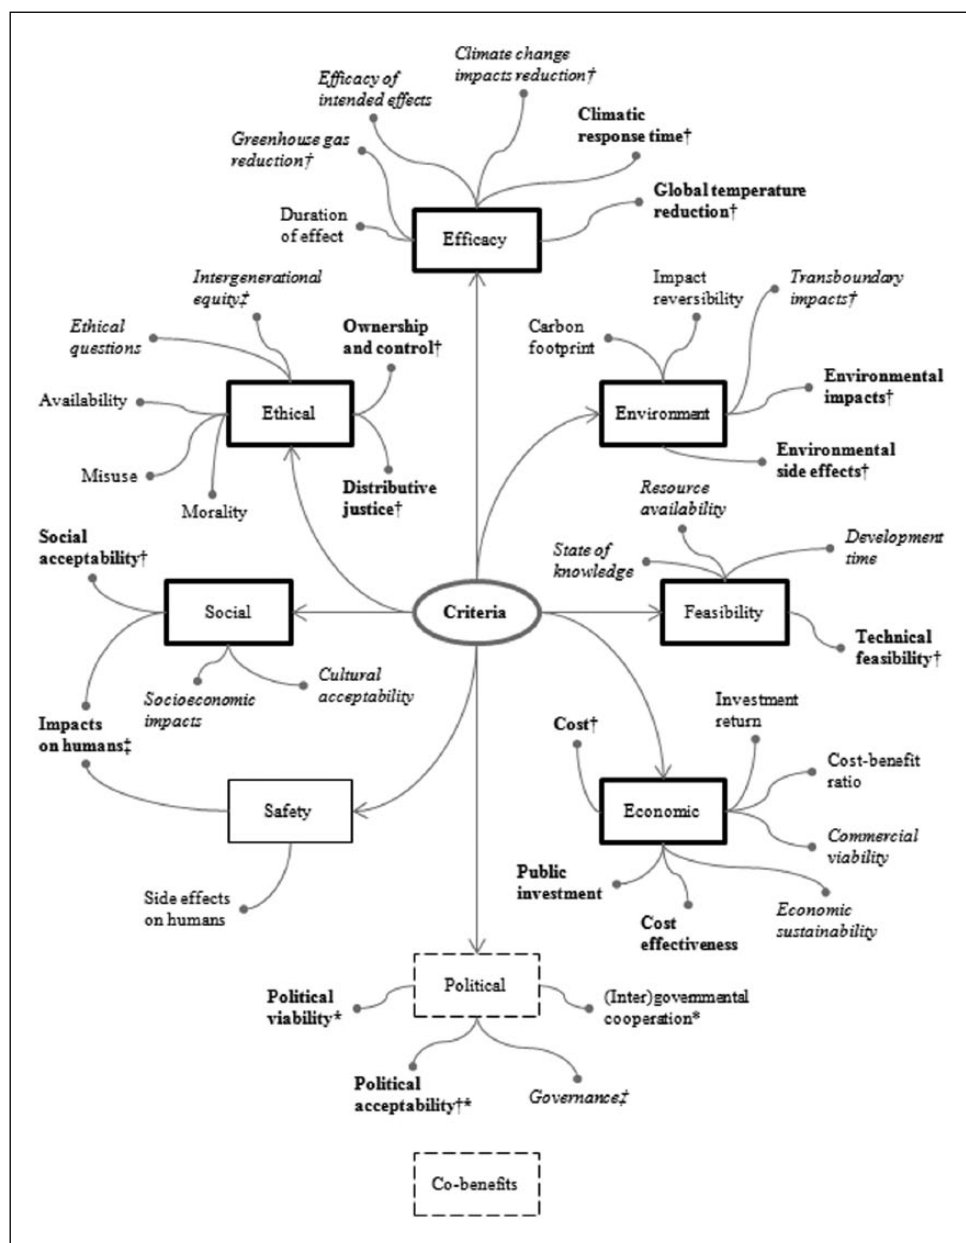 Climate change
impacts reduction†
Efficacy of
intended effects
Climatic
response time†
Greenhouse gas
reduction†
Global temperature
reduction†
Duration
of effect
Efficacy
Intergenerational
equity‡
Impact
reversibility
Transboundary
impacts†
Ethical
questions
Ownership
and control†
Carbon
footprint
Availability
Ethical
Environment
Environmental
impacts†
Misuse
Morality
Distributive
justice†
Environmental
side effects†
Resource
availability
Social
acceptability†
State of
knowledge
Development
time
Social
Criteria
Feasibility
Technical
feasibility†
Socioeconomic
impacts
Cultural
acceptability
Impacts
on humans‡
Cost†
Investment
return
Cost-benefit
ratio
Safety
Economic
Commercial
viability
Side effects
on humans
Public
investment
Cost
effectiveness
Economic
sustainability
Political
Political
viability*
(Inter)governmental
cooperation*
Political
acceptability†*
Governance‡
Co-benefits